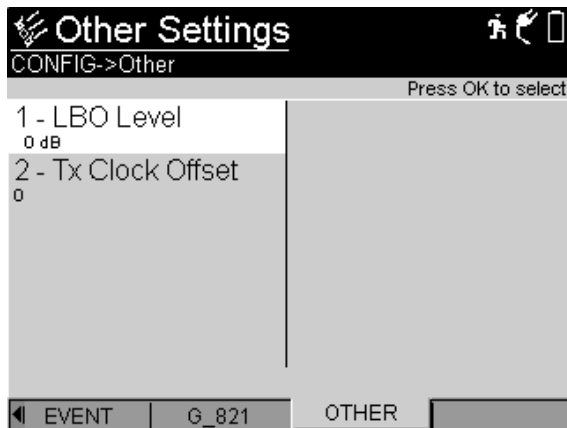 Other Settings
CONFIG->Other
Press OK to select
1 - LBO Level
0 dB
2 - Tx Clock Offset
0
EVENT
G_821
OTHER